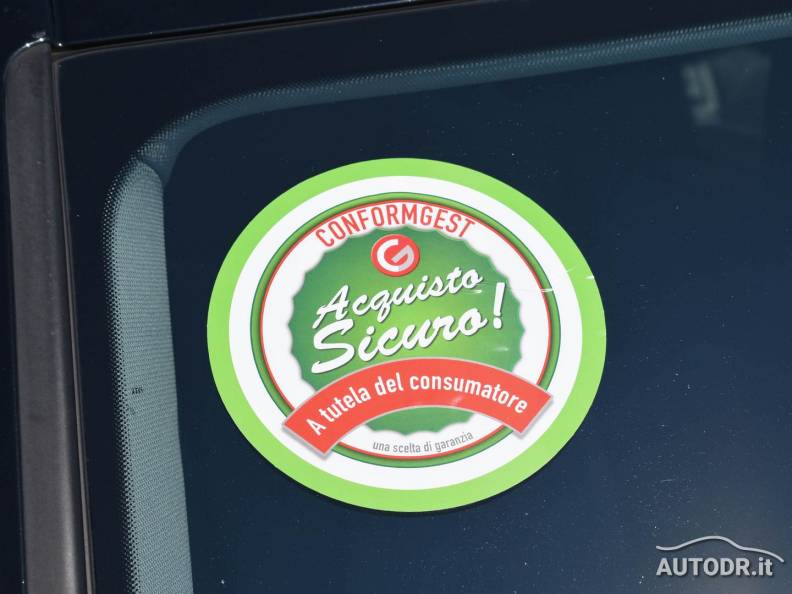 CONFORMGEST
Acquisto
Sicuro!
A tutela del consumatore
una scelta di garanzia
AUTODR.it